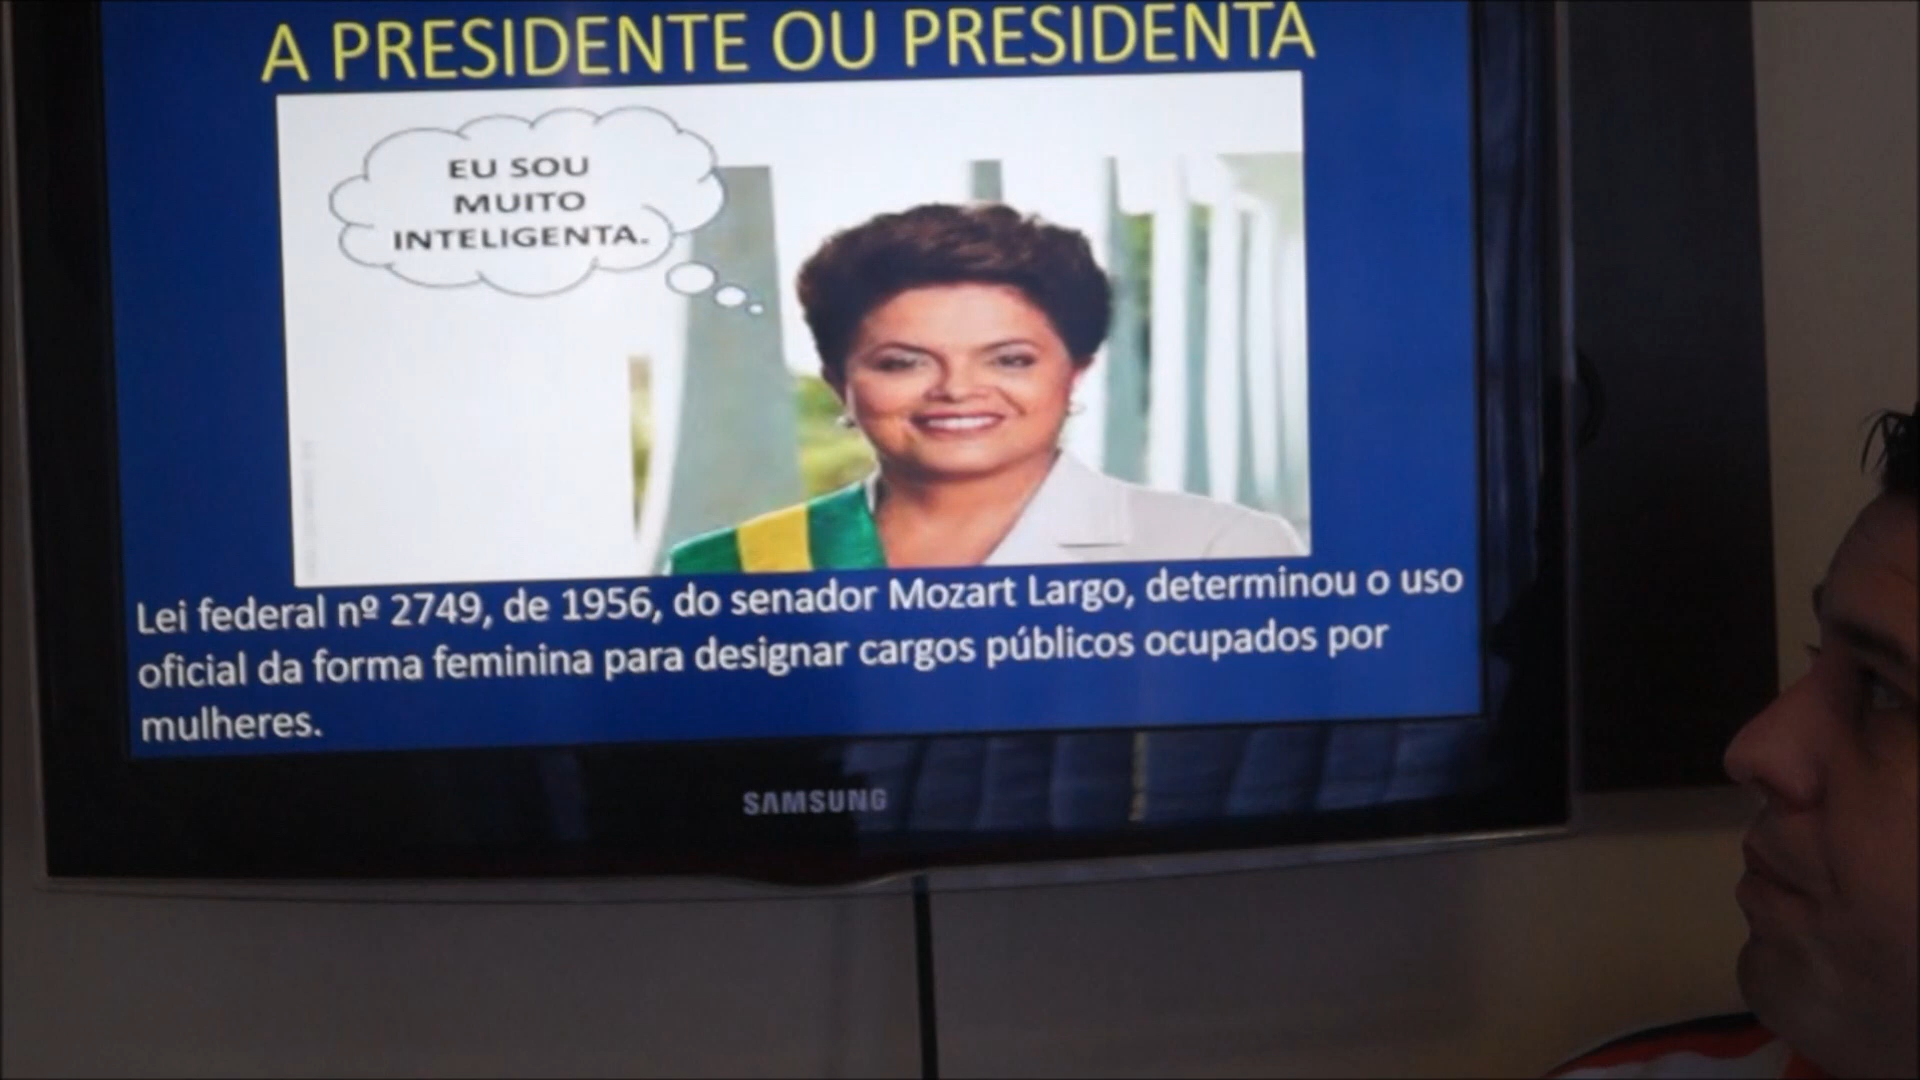 A PRESIDENTE OU PRESIDENTA
EU SOU
MUITO
INTELIGENTA.
Lei federal nº 2749, de 1956, do senador Mozart Largo, determinou o uso
oficial da forma feminina para designar cargos públicos ocupados por
mulheres.
SAMSUNG